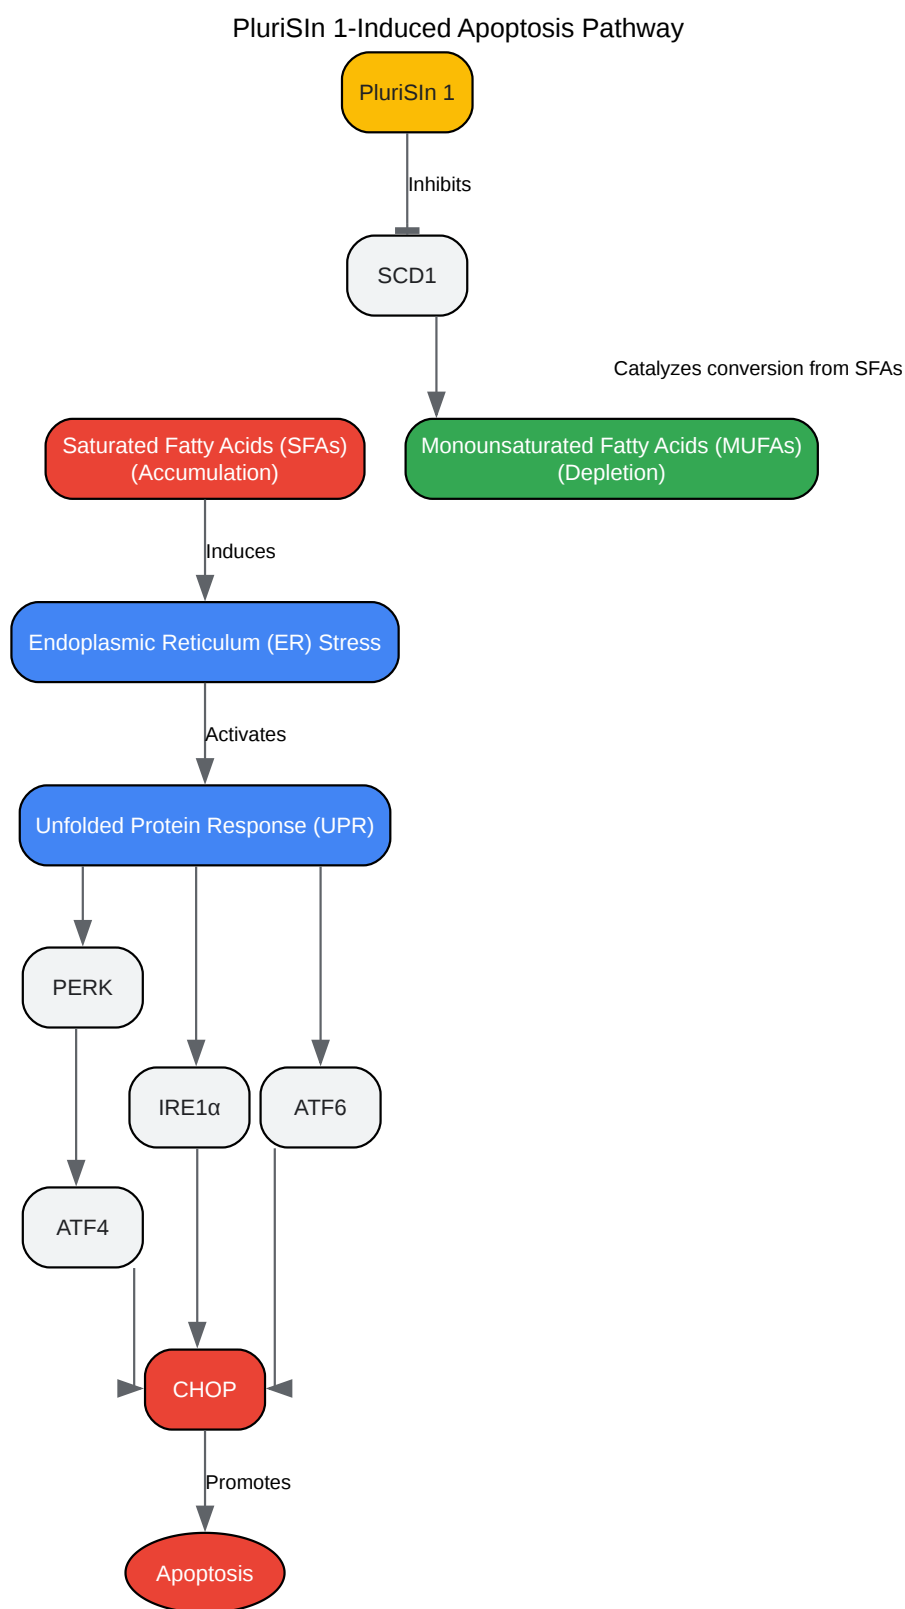 PluriSIn 1-Induced Apoptosis Pathway
PluriSIn 1
Inhibits
SCD1
Catalyzes conversion from SFAs
Saturated Fatty Acids (SFAs)
(Accumulation)
Monounsaturated Fatty Acids (MUFAs)
(Depletion)
Induces
Endoplasmic Reticulum (ER) Stress
Activates
Unfolded Protein Response (UPR)
PERK
IRE1α
ATF6
ATF4
CHOP
Promotes
Apoptosis